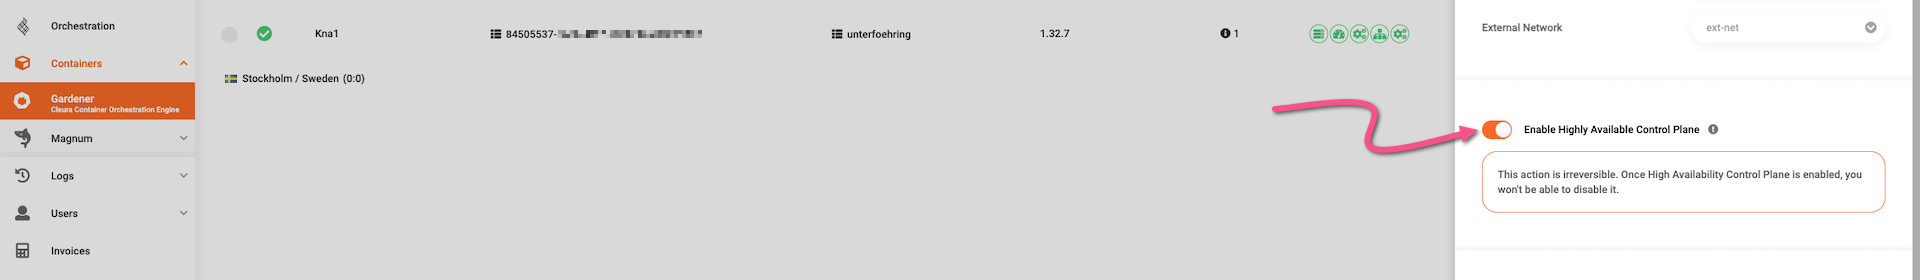 Orchestration
Containers
Gardener
Cleura Container Orchestration Engine
Magnum
Logs
Users
Invoices
Kna1 84505537- unterfoehring 1.32.7 1
Stockholm / Sweden (0:0)
External Network ext-net
Enable Highly Available Control Plane
This action is irreversible. Once High Availability Control Plane is enabled, you
won't be able to disable it.